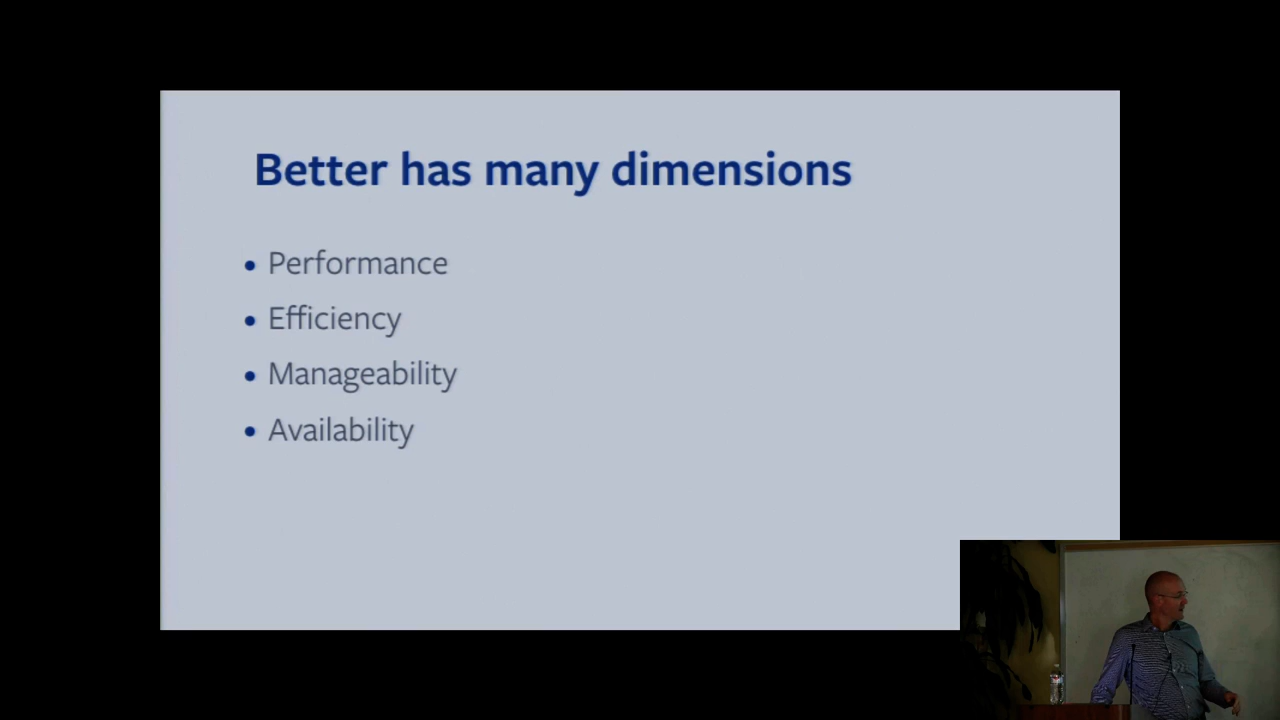 Better has many dimensions
• Performance
• Efficiency
• Manageability
• Availability